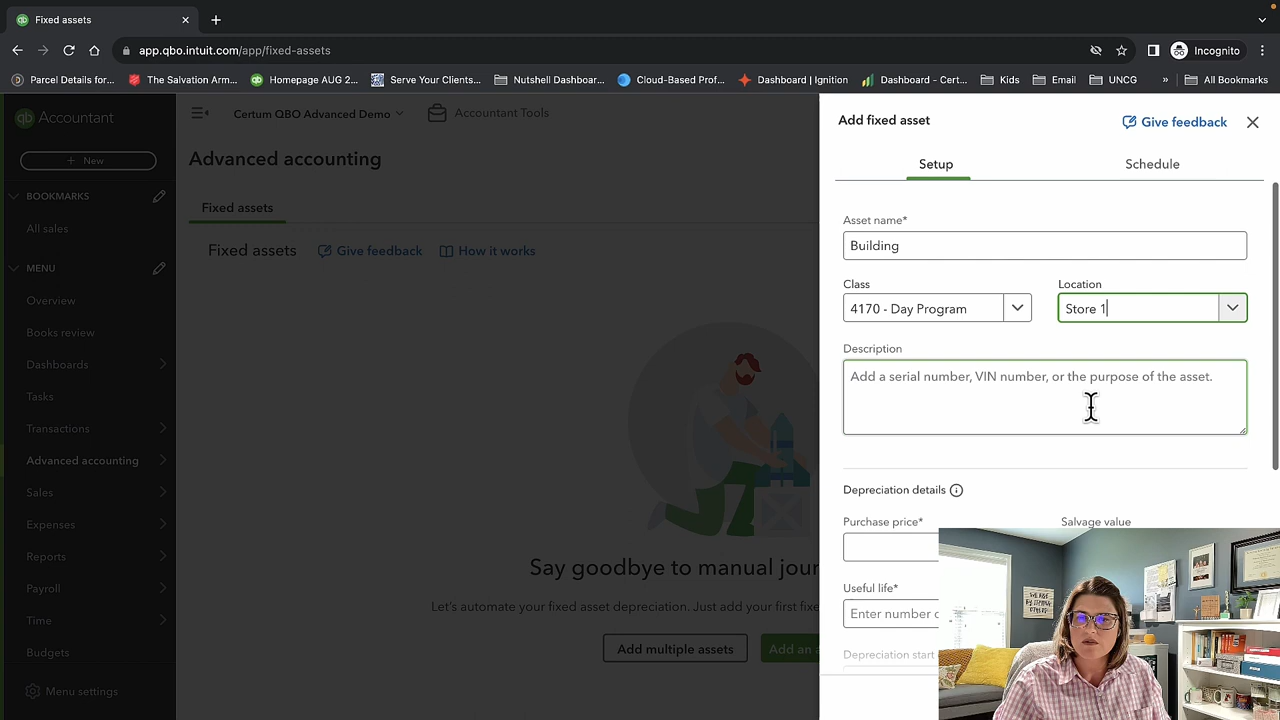 Fixed assets
app.qbo.intuit.com/app/fixed-assets
Incognito
Parcel Details for...
The Salvation Arm...
Homepage AUG 2...
Serve Your Clients...
Nutshell Dashboar...
Cloud-Based Prof...
Dashboard | Ignition
Dashboard - Cert...
Kids
Email
UNCG
»
All Bookmarks
qb Accountant
+ New
BOOKMARKS
All sales
MENU
Overview
Books review
Dashboards
Tasks
Transactions
Advanced accounting
Sales
Expenses
Reports
Payroll
Time
Budgets
Menu settings
Certum QBO Advanced Demo
Accountant Tools
Advanced accounting
Fixed assets
Fixed assets
Give feedback
How it works
Say goodbye to manual jour
Let's automate your fixed asset depreciation. Just add your first fixe
Add multiple assets
Add an a
Add fixed asset
Give feedback
Setup
Schedule
Asset name*
Building
Class
Location
4170 - Day Program
Store 1
Description
Add a serial number, VIN number, or the purpose of the asset.
Depreciation details
Purchase price*
Salvage value
Useful life*
Enter number o
Depreciation start